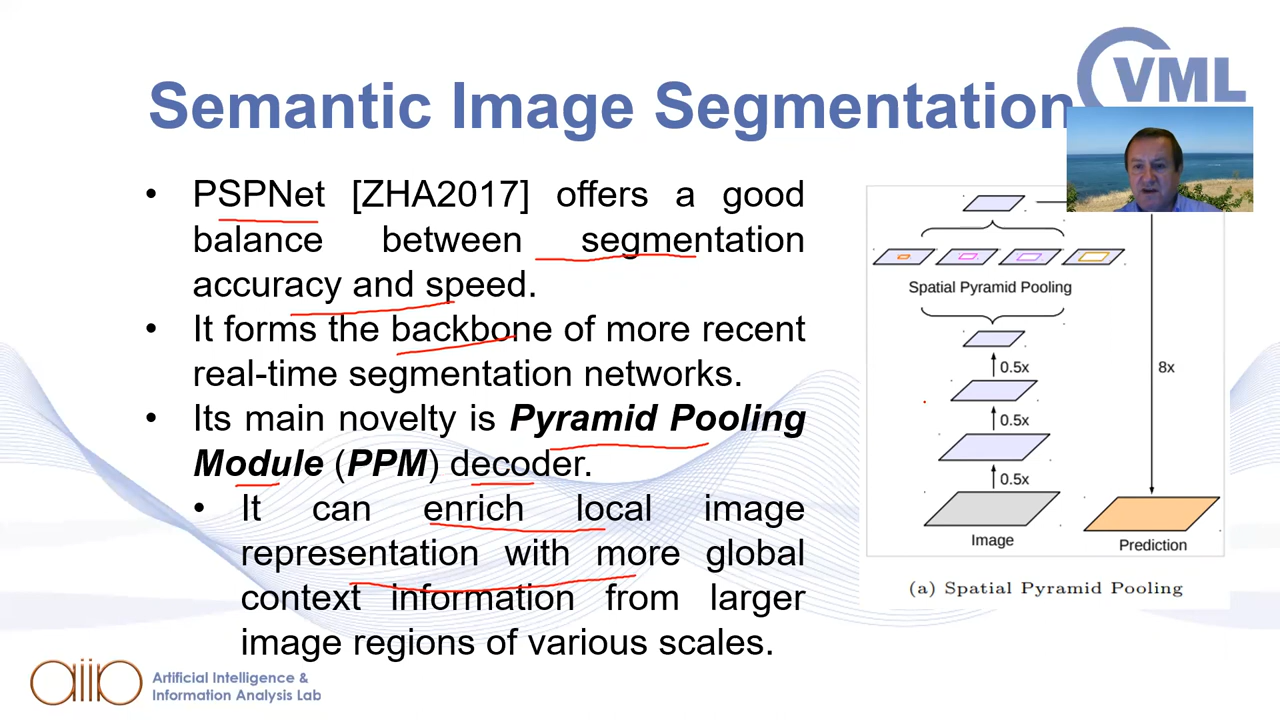 VML
Semantic Image Segmentation
• PSPNet [ZHA2017] offers a good
balance between segmentation
accuracy and speed.
• It forms the backbone of more recent
real-time segmentation networks.
• Its main novelty is Pyramid Pooling
Module (PPM) decoder.
• It can enrich local image
representation with more global
context information from larger
image regions of various scales.
Spatial Pyramid Pooling
0.5x
8x
0.5x
0.5x
Image
Prediction
(a) Spatial Pyramid Pooling
aiia
Artificial Intelligence &
Information Analysis Lab